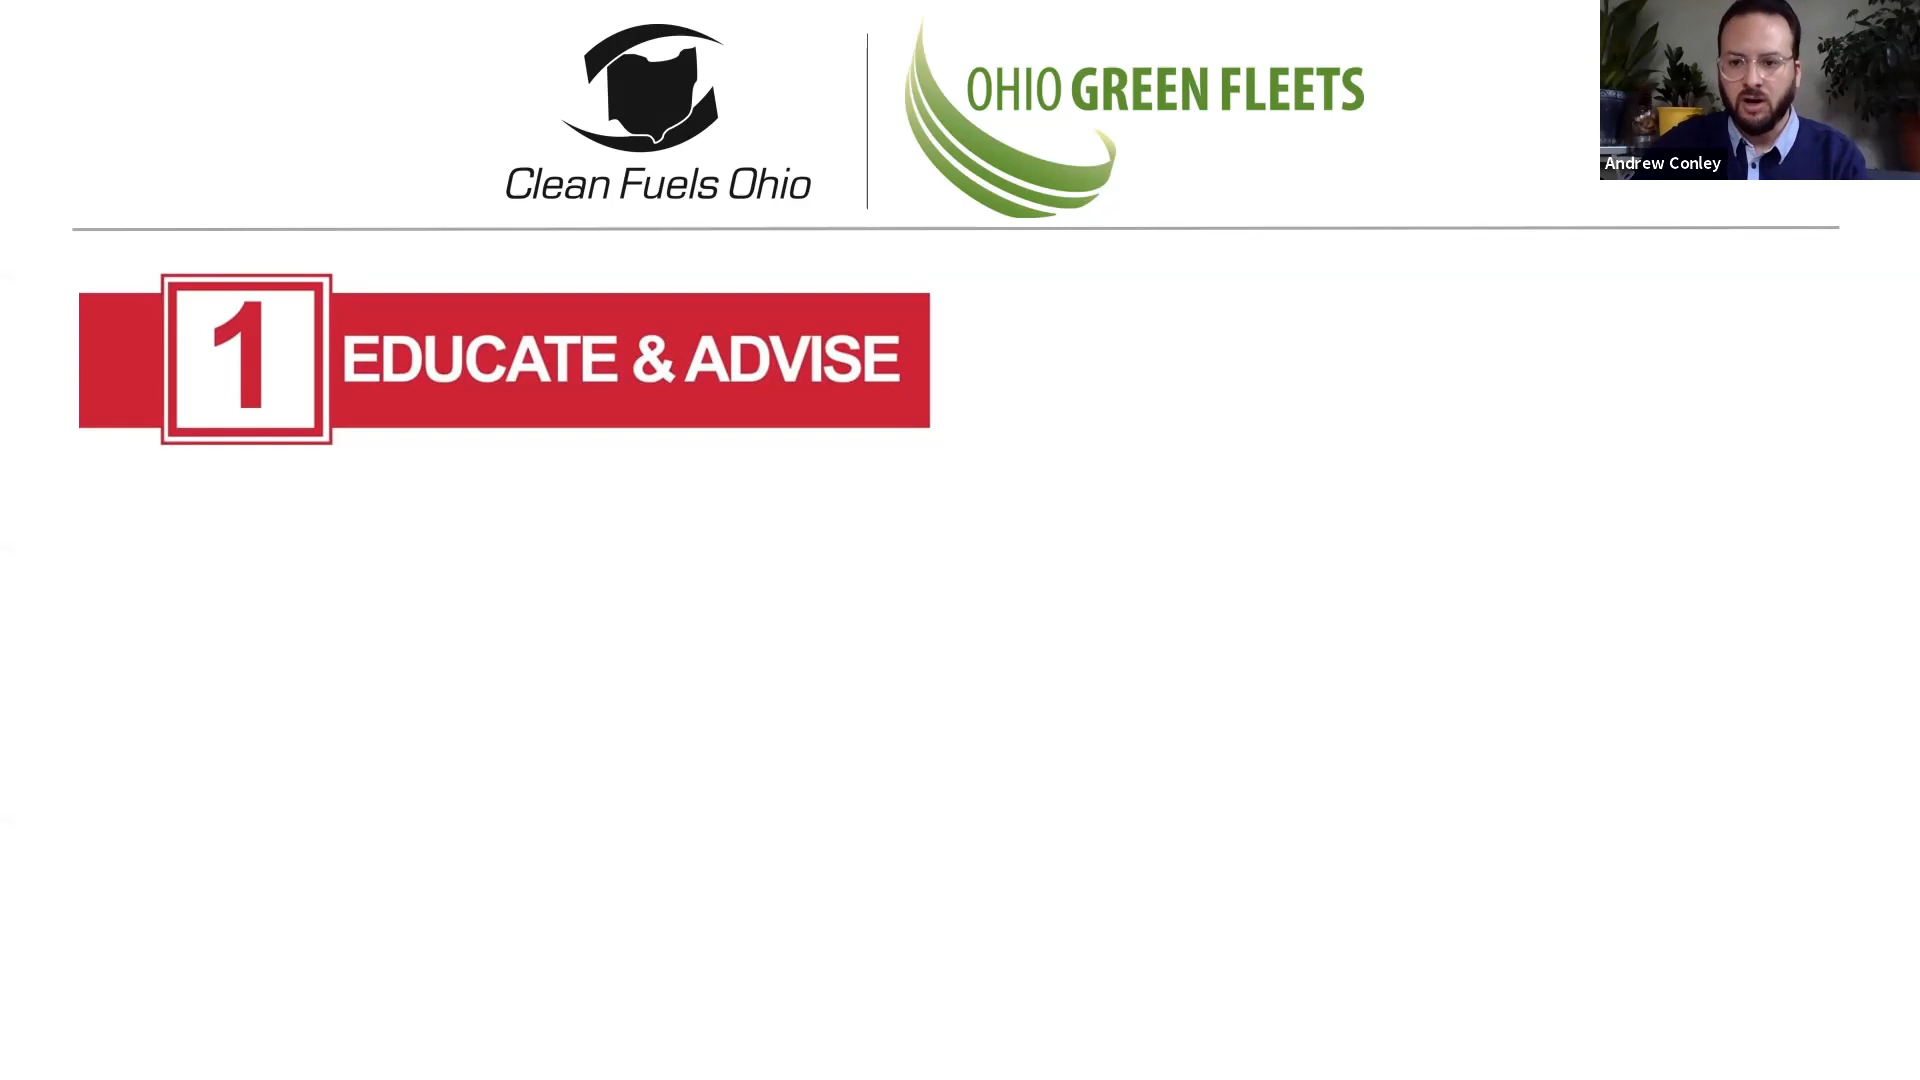 Clean Fuels Ohio
OHIO GREEN FLEETS
Andrew Conley
1 EDUCATE & ADVISE